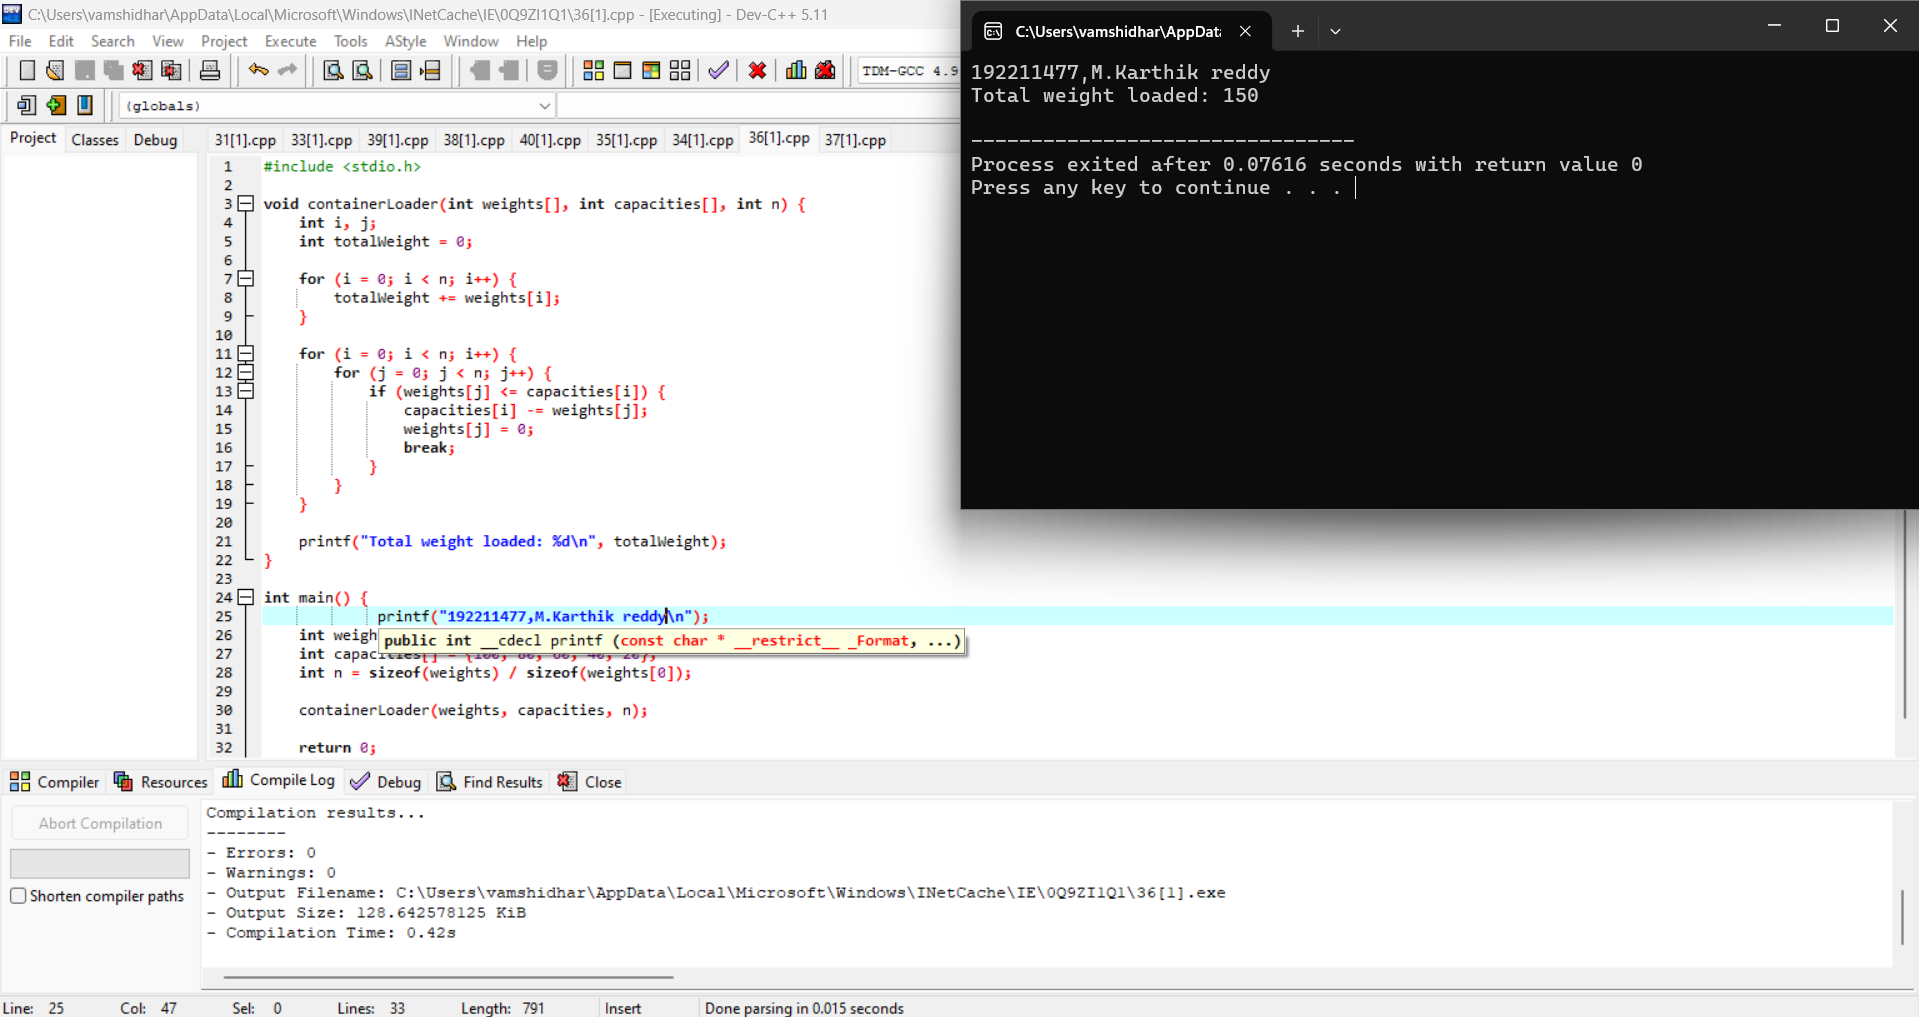 C:\Users\vamshidhar\AppData\Local\Microsoft\Windows\INetCache\IE\0Q9ZI1Q1\36[1].cpp - [Executing] - Dev-C++ 5.11
File Edit Search View Project Execute Tools AStyle Window Help
TDM-GCC 4.9
(globals)
Project Classes Debug
31[1].cpp 33[1].cpp 39[1].cpp 38[1].cpp 40[1].cpp 35[1].cpp 34[1].cpp 36[1].cpp 37[1].cpp
1 #include <stdio.h>
2
3 void containerLoader(int weights[], int capacities[], int n) {
4 int i, j;
5 int totalWeight = 0;
6
7 for (i = 0; i < n; i++) {
8 totalWeight += weights[i];
9 }
10
11 for (i = 0; i < n; i++) {
12 for (j = 0; j < n; j++) {
13 if (weights[j] <= capacities[i]) {
14 capacities[i] -= weights[j];
15 weights[j] = 0;
16 break;
17 }
18 }
19 }
20
21 printf("Total weight loaded: %d\n", totalWeight);
22 }
23
24 int main() {
25 printf("192211477,M.Karthik reddy\n");
26 int weigh
public int __cdecl printf (const char * __restrict__ _Format, ...)
27 int capacities[] = {100, 80, 60, 40, 20};
28 int n = sizeof(weights) / sizeof(weights[0]);
29
30 containerLoader(weights, capacities, n);
31
32 return 0;
C:\Users\vamshidhar\AppDat
192211477,M.Karthik reddy
Total weight loaded: 150
--------------------------------
Process exited after 0.07616 seconds with return value 0
Press any key to continue . . .
Compiler Resources Compile Log Debug Find Results Close
Abort Compilation
Shorten compiler paths
Compilation results...
--------
- Errors: 0
- Warnings: 0
- Output Filename: C:\Users\vamshidhar\AppData\Local\Microsoft\Windows\INetCache\IE\0Q9ZI1Q1\36[1].exe
- Output Size: 128.642578125 KiB
- Compilation Time: 0.42s
Line: 25 Col: 47 Sel: 0 Lines: 33 Length: 791 Insert Done parsing in 0.015 seconds